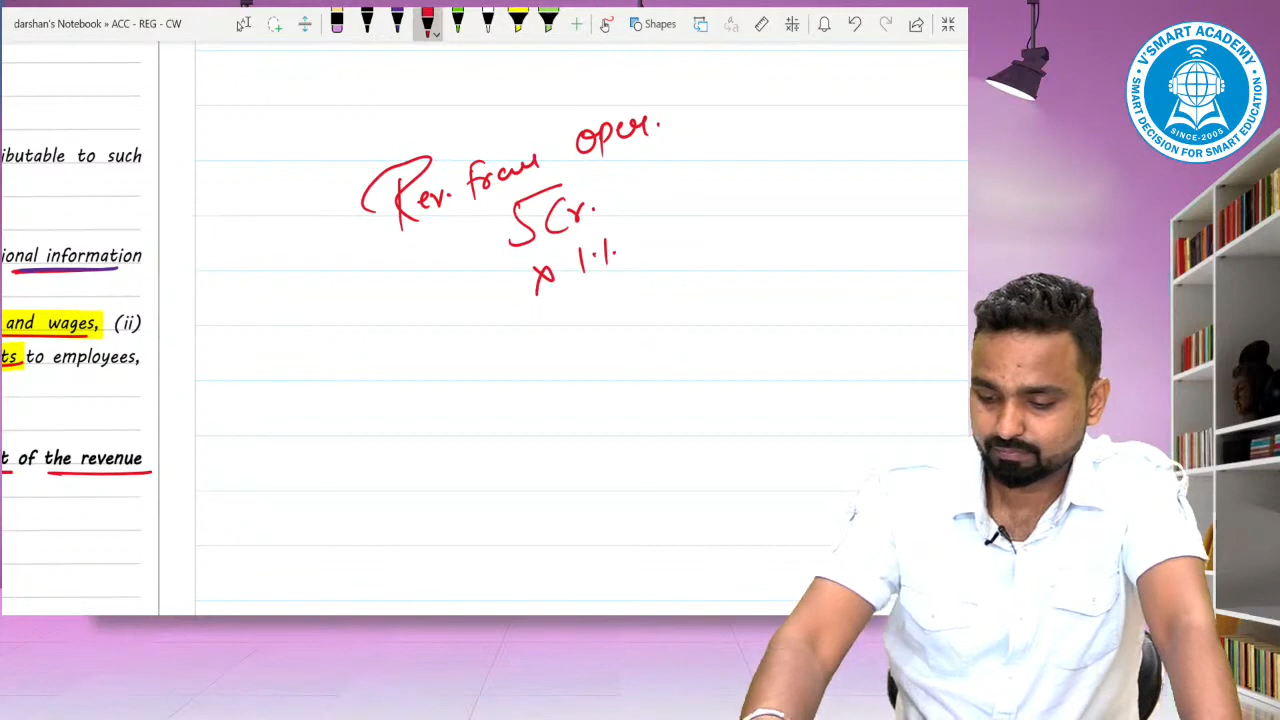 darshan's Notebook » ACC - REG - CW
Shapes
ibutable to such
ional information
and wages, (ii)
ts to employees,
t of the revenue
Rev. from oper.
5 Cr.
x 1%
V'SMART ACADEMY
SINCE-2005
SMART DECISION FOR SMART EDUCATION